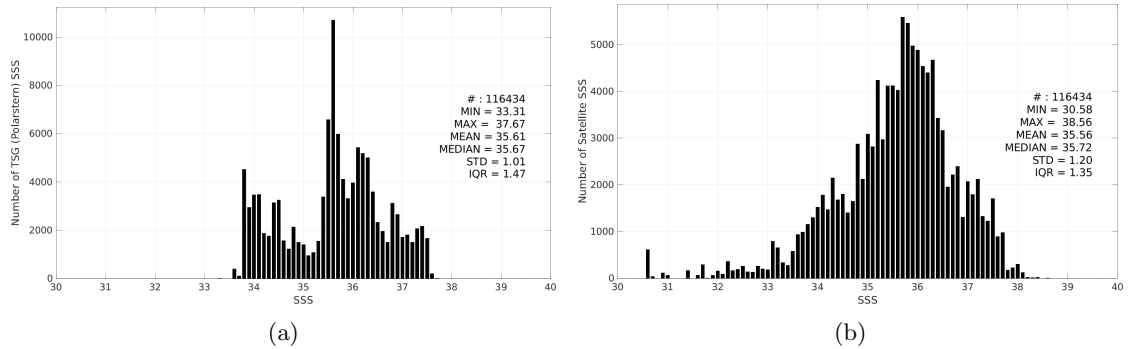 10000
8000
6000
4000
2000
0
Number of TSG (Polarstern) SSS
# : 116434
MIN = 33.31
MAX = 37.67
MEAN = 35.61
MEDIAN = 35.67
STD = 1.01
IQR = 1.47
30 31 32 33 34 35 36 37 38 39 40
SSS
(a)
5000
4000
3000
2000
1000
0
Number of Satellite SSS
# : 116434
MIN = 30.58
MAX = 38.56
MEAN = 35.56
MEDIAN = 35.72
STD = 1.20
IQR = 1.35
30 31 32 33 34 35 36 37 38 39 40
SSS
(b)